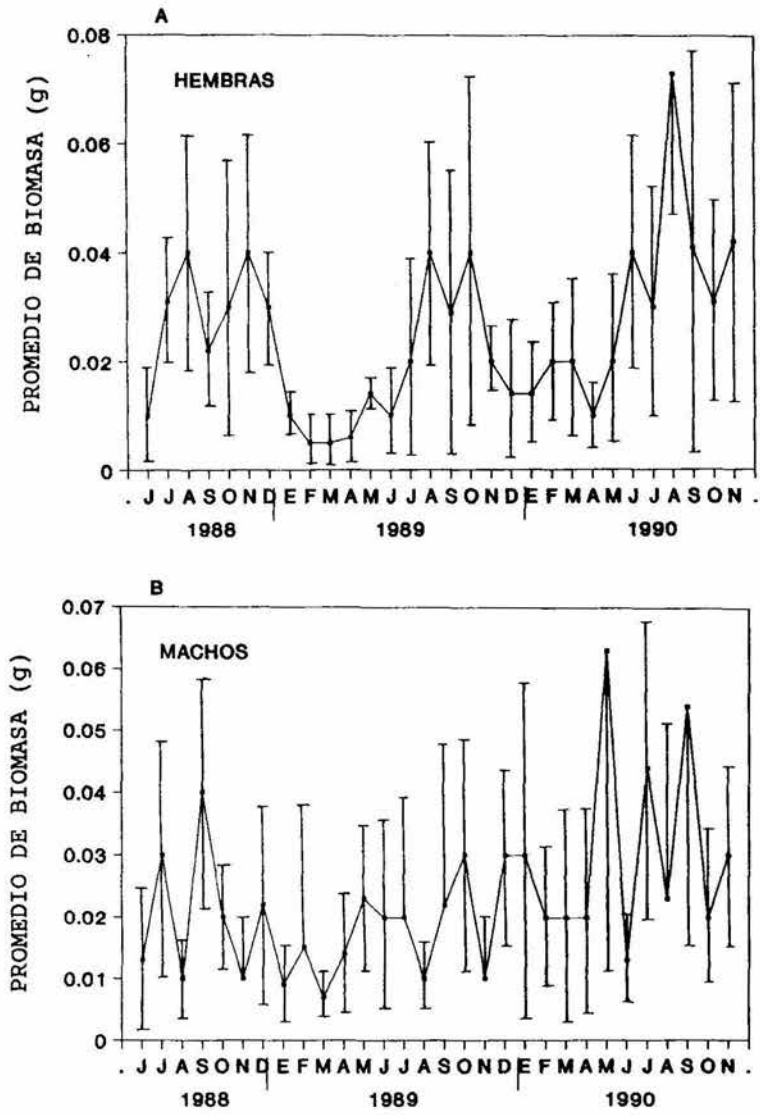 A
HEMBRAS
PROMEDIO DE BIOMASA (g)
0.08
0.06
0.04
0.02
0
. J J A S O N D E F M A M J J A S O N D E F M A M J J A S O N .
1988 1989 1990
B
MACHOS
PROMEDIO DE BIOMASA (g)
0.07
0.06
0.05
0.04
0.03
0.02
0.01
0
. J J A S O N D E F M A M J J A S O N D E F M A M J J A S O N .
1988 1989 1990